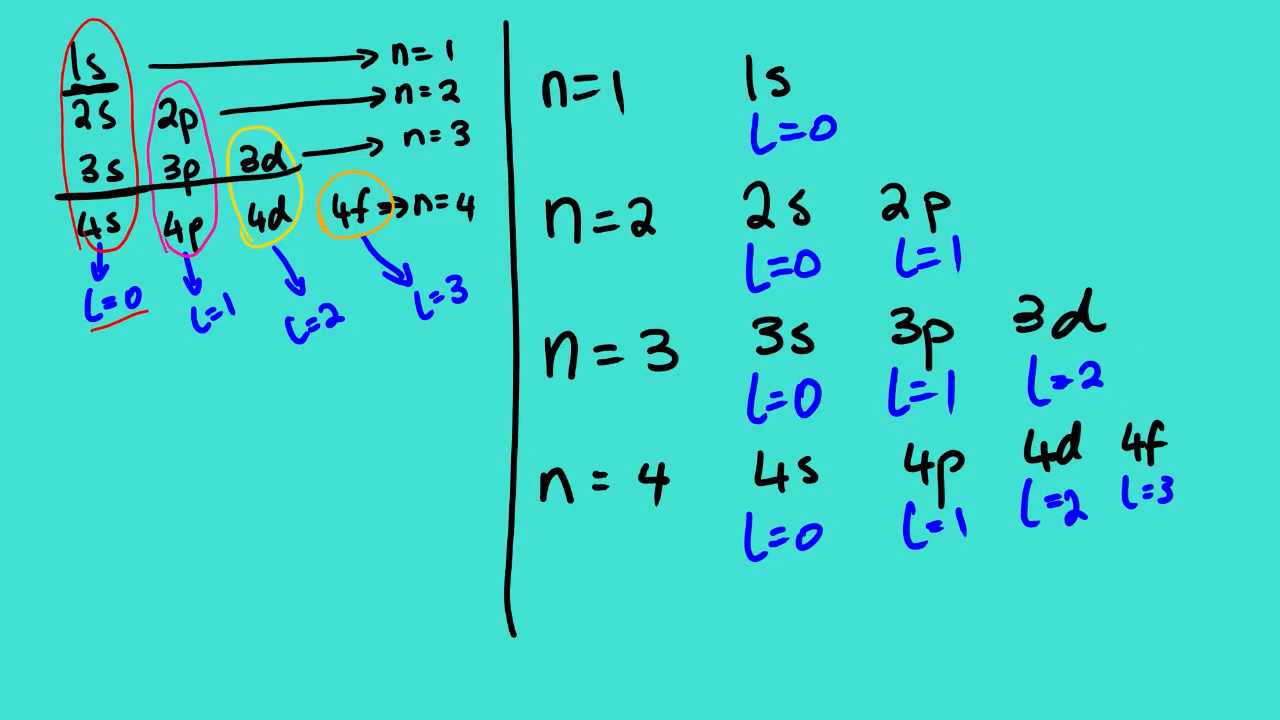 1s n=1
2s 2p n=2
3s 3p 3d n=3
4s 4p 4d 4f n=4
l=0 l=1 l=2 l=3
n=1 1s
l=0
n=2 2s 2p
l=0 l=1
n=3 3s 3p 3d
l=0 l=1 l=2
n=4 4s 4p 4d 4f
l=0 l=1 l=2 l=3